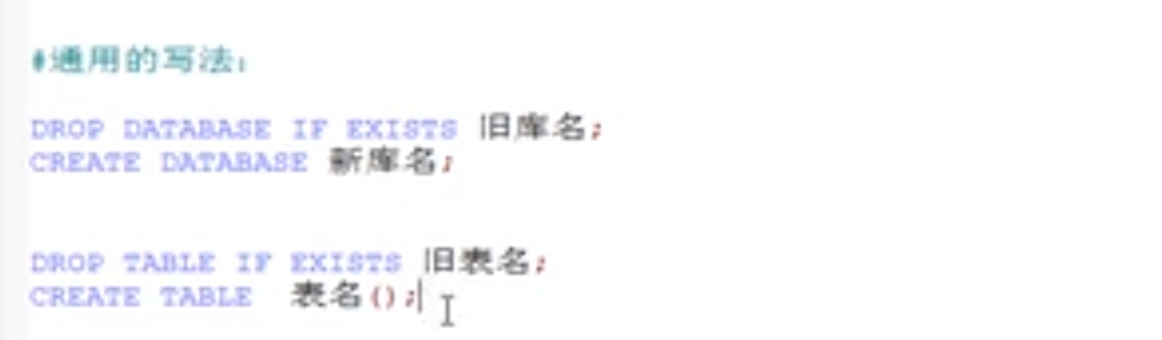 #通用的写法:
DROP DATABASE IF EXISTS 旧库名;
CREATE DATABASE 新库名;
DROP TABLE IF EXISTS 旧表名;
CREATE TABLE  表名();